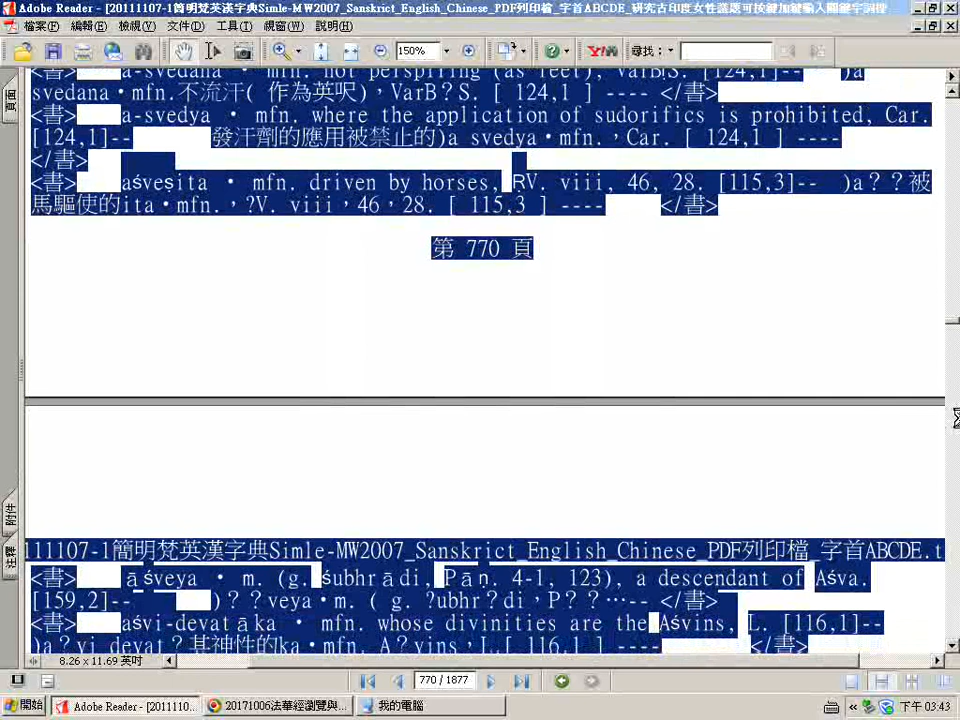 Adobe Reader - [20111107-1簡明梵英漢字典Simle-MW2007_Sanskrict_English_Chinese_PDF列印檔_字首ABCDE_研究古印度女性議題可按鍵加鍵輸入關鍵字詞搜
檔案(F) 編輯(E) 檢視(V) 文件(D) 工具(T) 視窗(W) 說明(H)
150% 尋找:
頁面
<書> a-svedana • mfn. not perspiring (as feet), VarBṛS. [124,1]-- )a
svedana•mfn.不流汗( 作為英呎)，VarB？S. [ 124,1 ] ---- </書>
<書> a-svedya • mfn. where the application of sudorifics is prohibited, Car.
[124,1]-- 發汗劑的應用被禁止的)a svedya•mfn.，Car. [ 124,1 ] ----
</書>
<書> aśveṣita • mfn. driven by horses, ṚV. viii, 46, 28. [115,3]-- )a？？被
馬驅使的ita•mfn.，?V. viii，46，28. [ 115,3 ] ---- </書>
第 770 頁
附件
注釋
111107-1簡明梵英漢字典Simle-MW2007_Sanskrict_English_Chinese_PDF列印檔_字首ABCDE.t
<書> āśveya • m. (g. śubhrādi, Pāṇ. 4-1, 123), a descendant of Aśva.
[159,2]-- )？？veya•m. ( g. ?ubhr？di，P？？…-- </書>
<書> aśvi-devatāka • mfn. whose divinities are the Aśvins, L. [116,1]--
)a？vi devat？其神性的ka•mfn. A？vins，L.[ 116,1 ] ---- </書>
8.26 x 11.69 英吋
770 / 1877
開始 Adobe Reader - [2011110... 20171006法華經瀏覽與... 我的電腦 下午 03:43